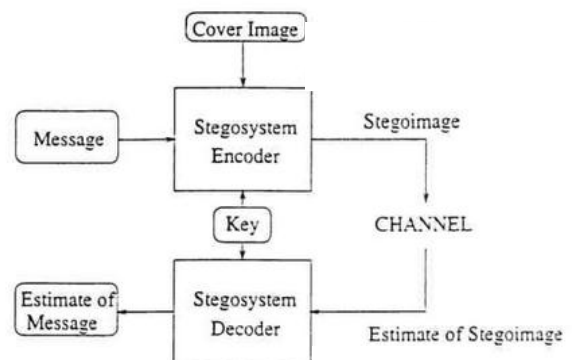 Cover Image
Message
Stegosystem
Encoder
Stegoimage
Key
CHANNEL
Estimate of
Message
Stegosystem
Decoder
Estimate of Stegoimage